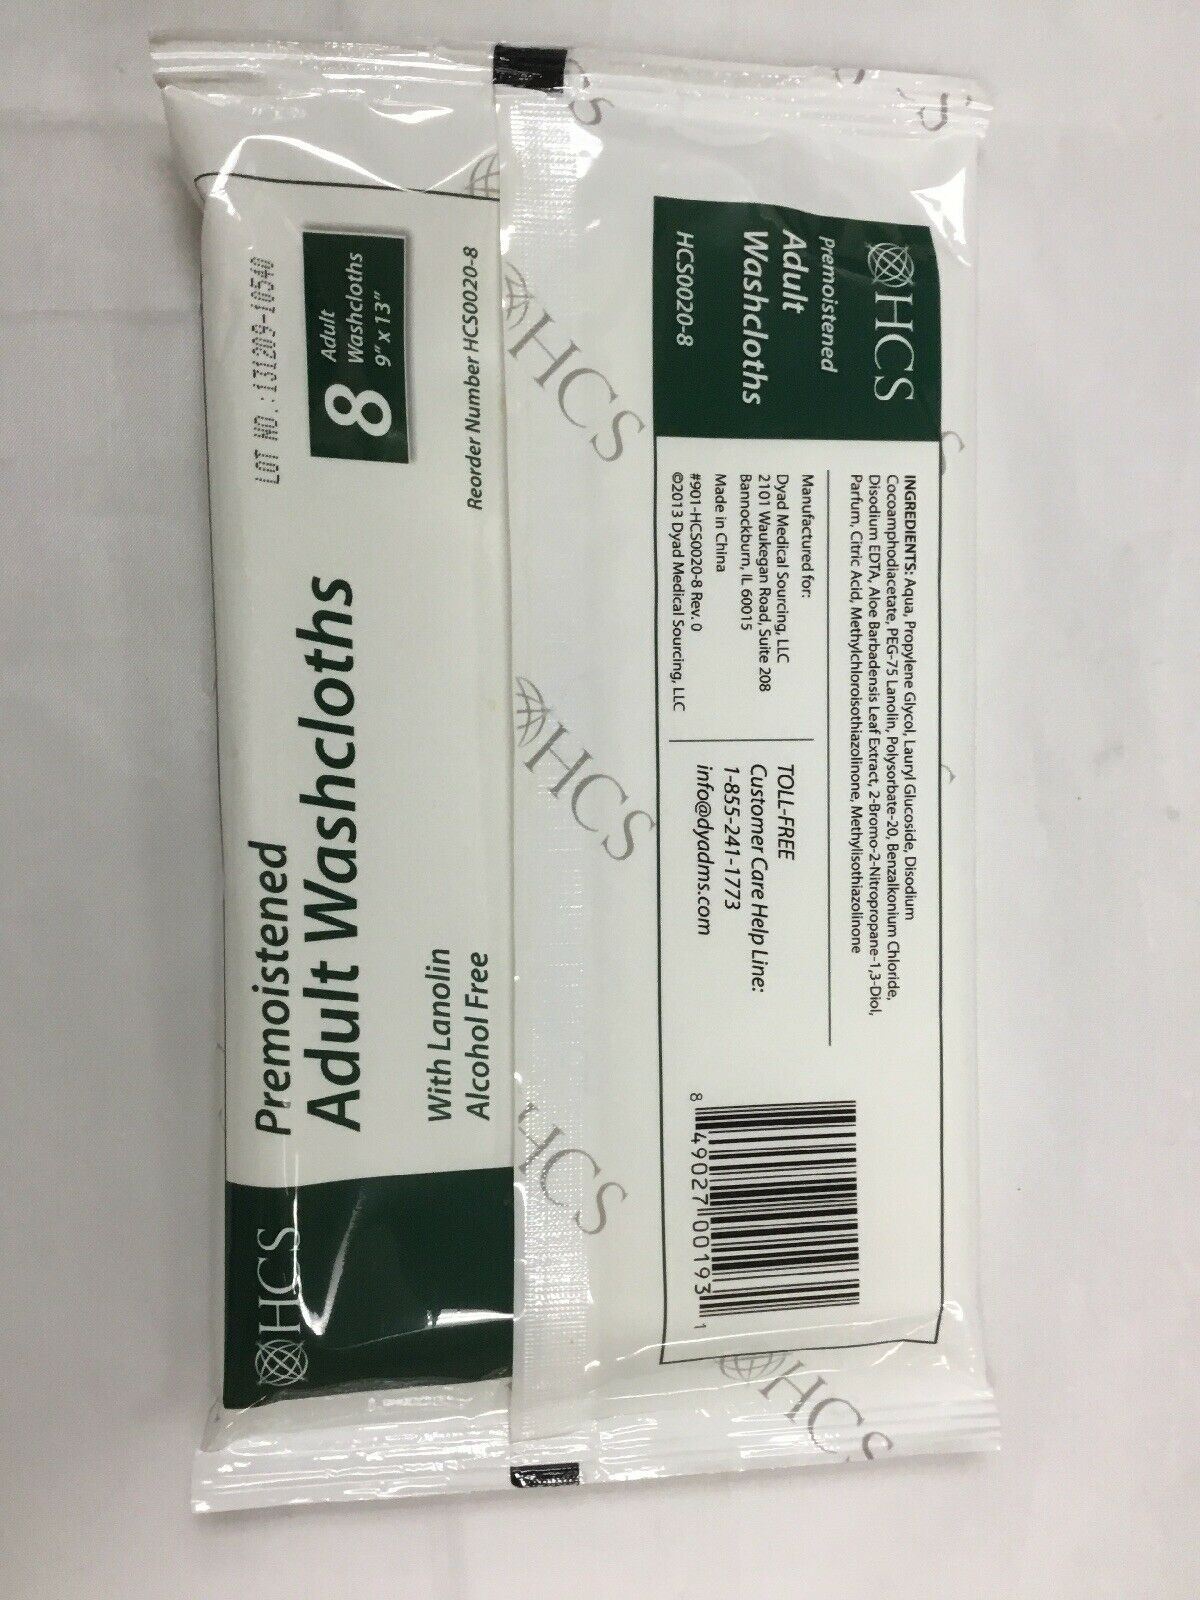 HCS
Premoistened
Adult
Washcloths
HCS0020-8
INGREDIENTS: Aqua, Propylene Glycol, Lauryl Glucoside, Disodium
Cocoamphodiacetate, PEG-75 Lanolin, Polysorbate-20, Benzalkonium Chloride,
Disodium EDTA, Aloe Barbadensis Leaf Extract, 2-Bromo-2-Nitropropane-1,3-Diol,
Parfum, Citric Acid, Methylchloroisothiazolinone, Methylisothiazolinone
Manufactured for:
Dyad Medical Sourcing, LLC
2101 Waukegan Road, Suite 208
Bannockburn, IL 60015
Made in China
#901-HCS0020-8 Rev. 0
©2013 Dyad Medical Sourcing, LLC
TOLL-FREE
Customer Care Help Line:
1-855-241-1773
info@dyadms.com
8 49027 00193 1
HCS
HCS
HCS
HCS
CS
HCS
Premoistened
Adult Washcloths
With Lanolin
Alcohol Free
8
Adult
Washcloths
9" x 13"
Reorder Number HCS0020-8
LOT NO.:131209-10540